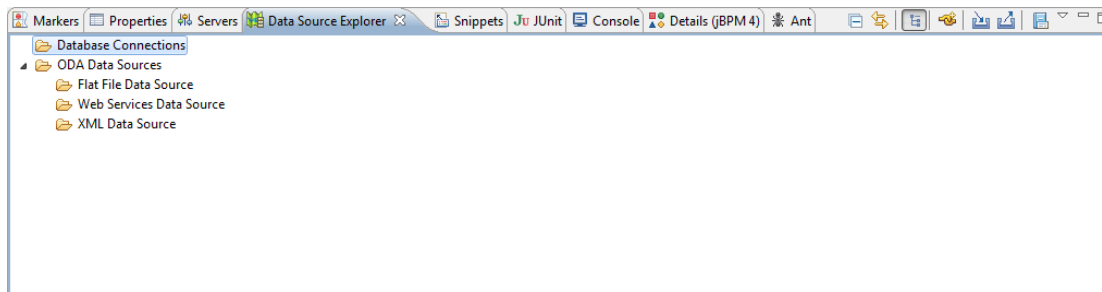 Markers Properties Servers Data Source Explorer Snippets Ju JUnit Console Details (jBPM 4) Ant
Database Connections
ODA Data Sources
Flat File Data Source
Web Services Data Source
XML Data Source